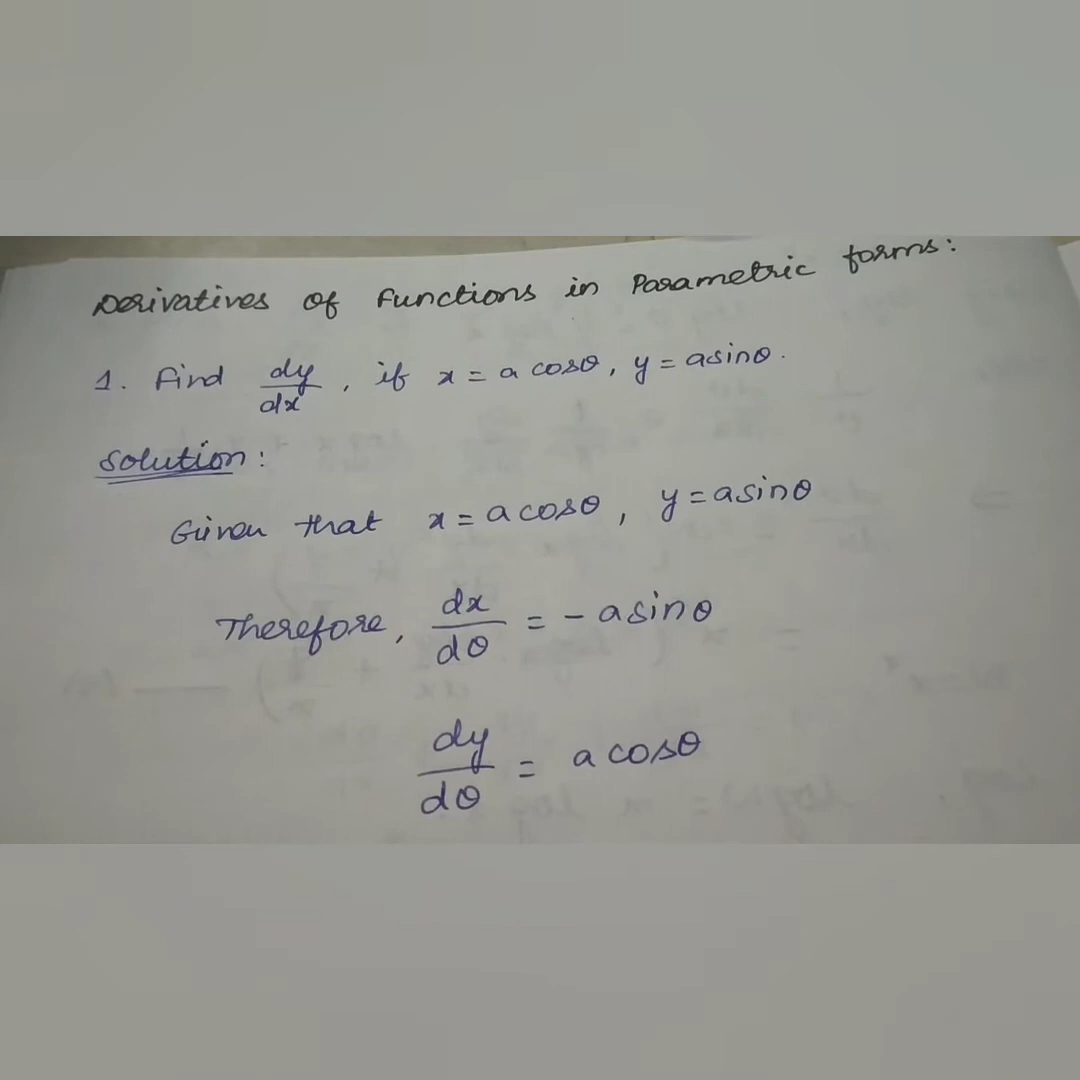 Derivatives of Functions in Parametric forms:
1. Find dy/dx, if x = a cosθ, y = asinθ.
Solution:
Given that x = a cosθ, y = asinθ
Therefore, dx/dθ = - asinθ
dy/dθ = a cosθ